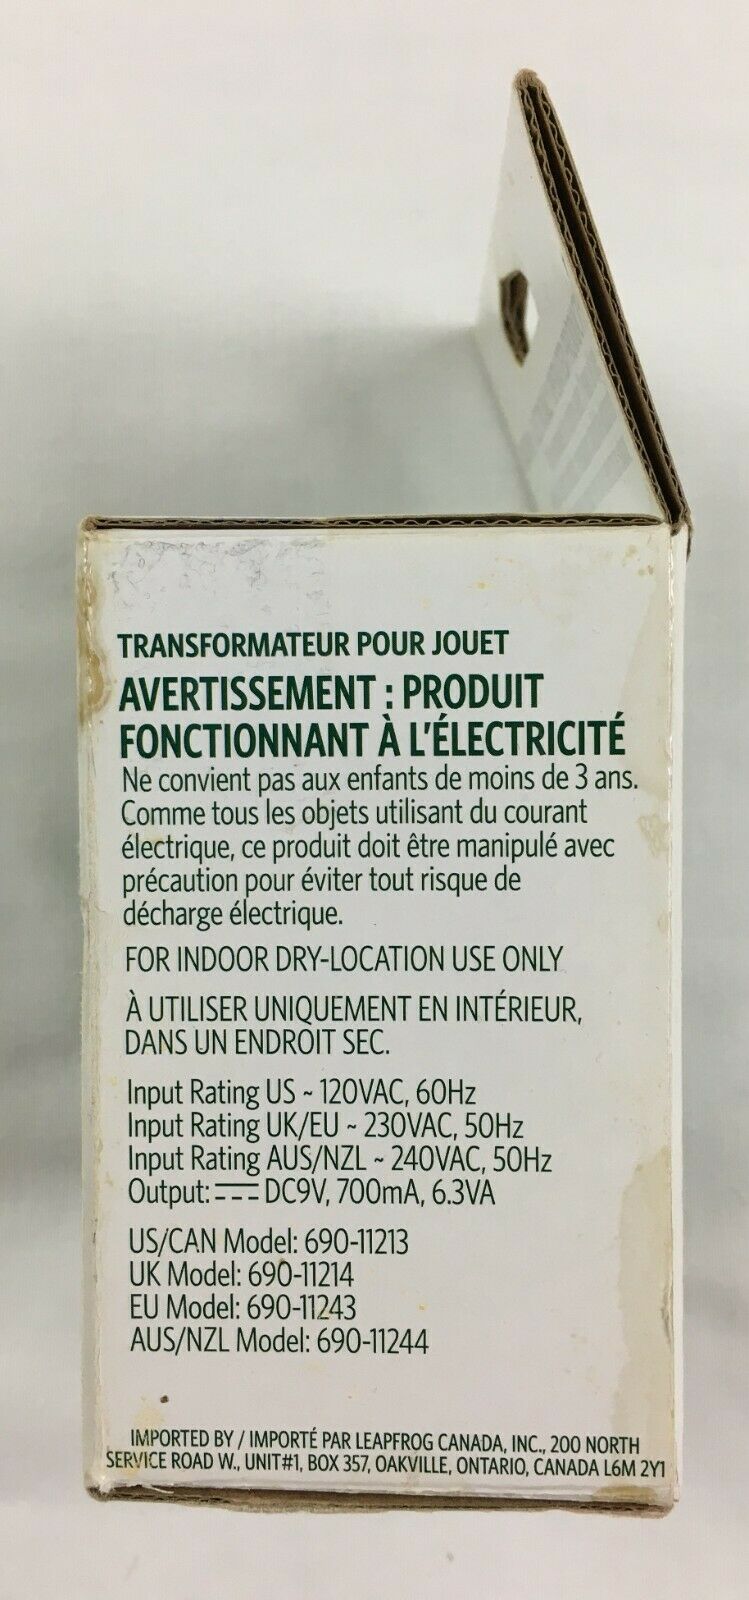 TRANSFORMATEUR POUR JOUET
AVERTISSEMENT : PRODUIT
FONCTIONNANT À L'ÉLECTRICITÉ
Ne convient pas aux enfants de moins de 3 ans.
Comme tous les objets utilisant du courant
électrique, ce produit doit être manipulé avec
précaution pour éviter tout risque de
décharge électrique.
FOR INDOOR DRY-LOCATION USE ONLY
À UTILISER UNIQUEMENT EN INTÉRIEUR,
DANS UN ENDROIT SEC.
Input Rating US ~ 120VAC, 60Hz
Input Rating UK/EU ~ 230VAC, 50Hz
Input Rating AUS/NZL ~ 240VAC, 50Hz
Output: ⎓ DC9V, 700mA, 6.3VA
US/CAN Model: 690-11213
UK Model: 690-11214
EU Model: 690-11243
AUS/NZL Model: 690-11244
IMPORTED BY / IMPORTÉ PAR LEAPFROG CANADA, INC., 200 NORTH
SERVICE ROAD W., UNIT#1, BOX 357, OAKVILLE, ONTARIO, CANADA L6M 2Y1